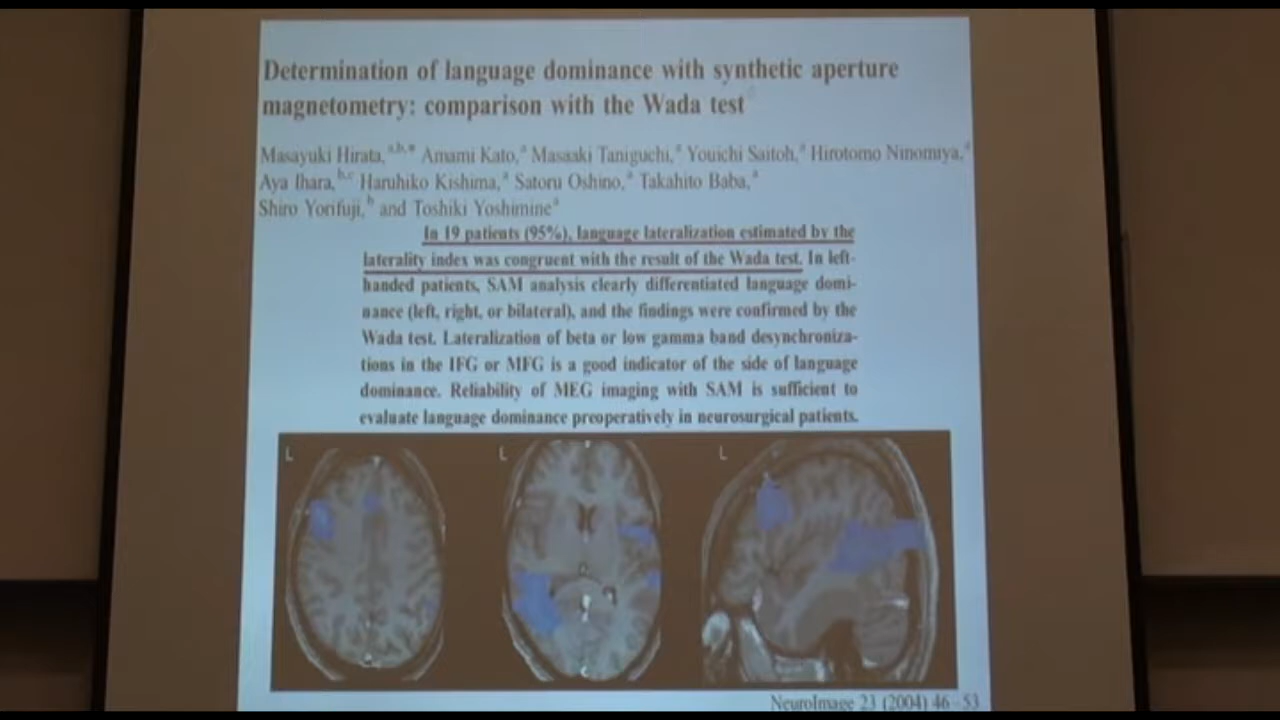 Determination of language dominance with synthetic aperture
magnetometry: comparison with the Wada test
Masayuki Hirata,a,b,* Amami Kato,a Masaaki Taniguchi,a Youichi Saitoh,a Hirotomo Ninomiya,a
Aya Ihara,b,c Haruhiko Kishima,a Satoru Oshino,a Takahito Baba,a
Shiro Yorifuji,b and Toshiki Yoshiminea
In 19 patients (95%), language lateralization estimated by the
laterality index was congruent with the result of the Wada test. In left-
handed patients, SAM analysis clearly differentiated language domi-
nance (left, right, or bilateral), and the findings were confirmed by the
Wada test. Lateralization of beta or low gamma band desynchroniza-
tions in the IFG or MFG is a good indicator of the side of language
dominance. Reliability of MEG imaging with SAM is sufficient to
evaluate language dominance preoperatively in neurosurgical patients.
L L L
NeuroImage 23 (2004) 46–53